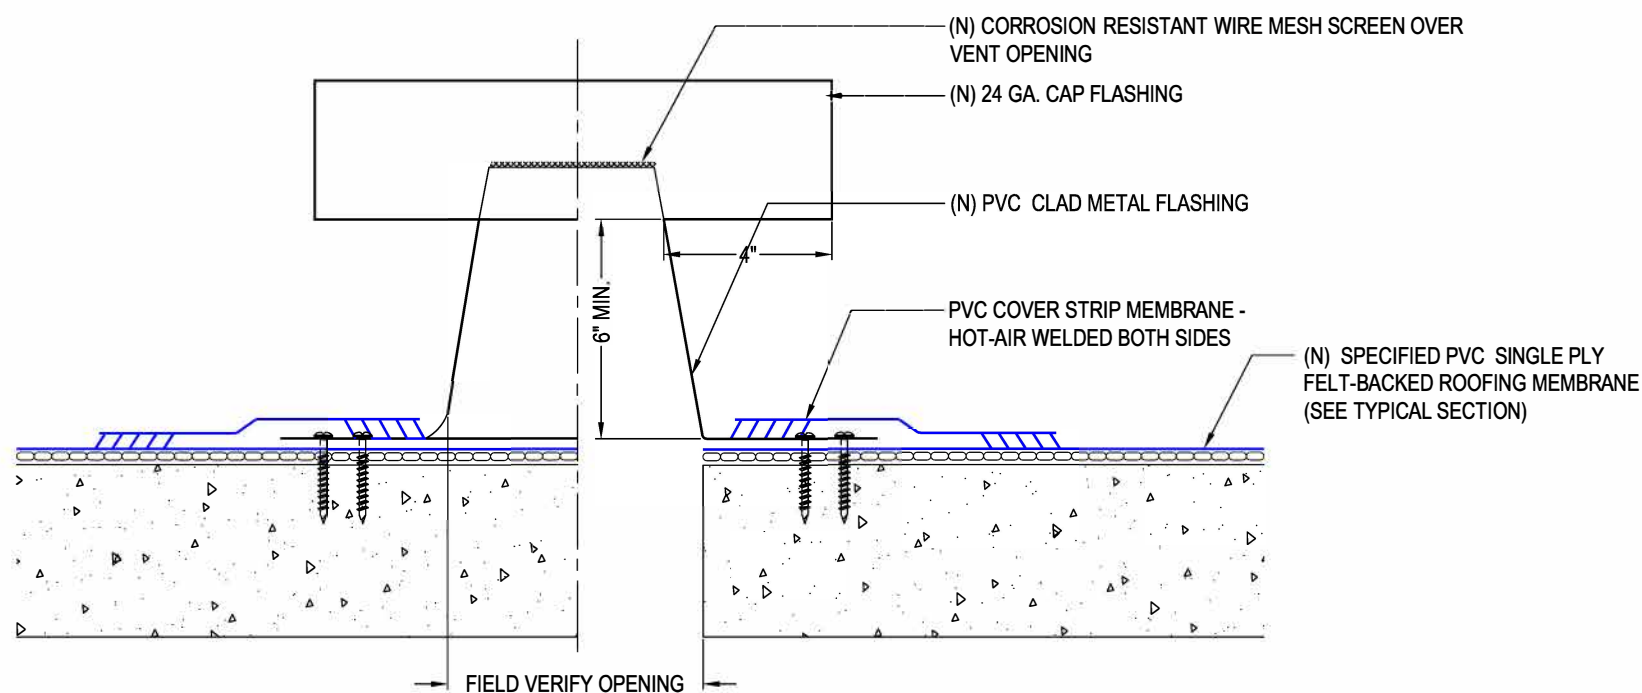 (N) CORROSION RESISTANT WIRE MESH SCREEN OVER
VENT OPENING
(N) 24 GA. CAP FLASHING
(N) PVC CLAD METAL FLASHING
4"
6" MIN.
PVC COVER STRIP MEMBRANE -
HOT-AIR WELDED BOTH SIDES
(N) SPECIFIED PVC SINGLE PLY
FELT-BACKED ROOFING MEMBRANE
(SEE TYPICAL SECTION)
FIELD VERIFY OPENING